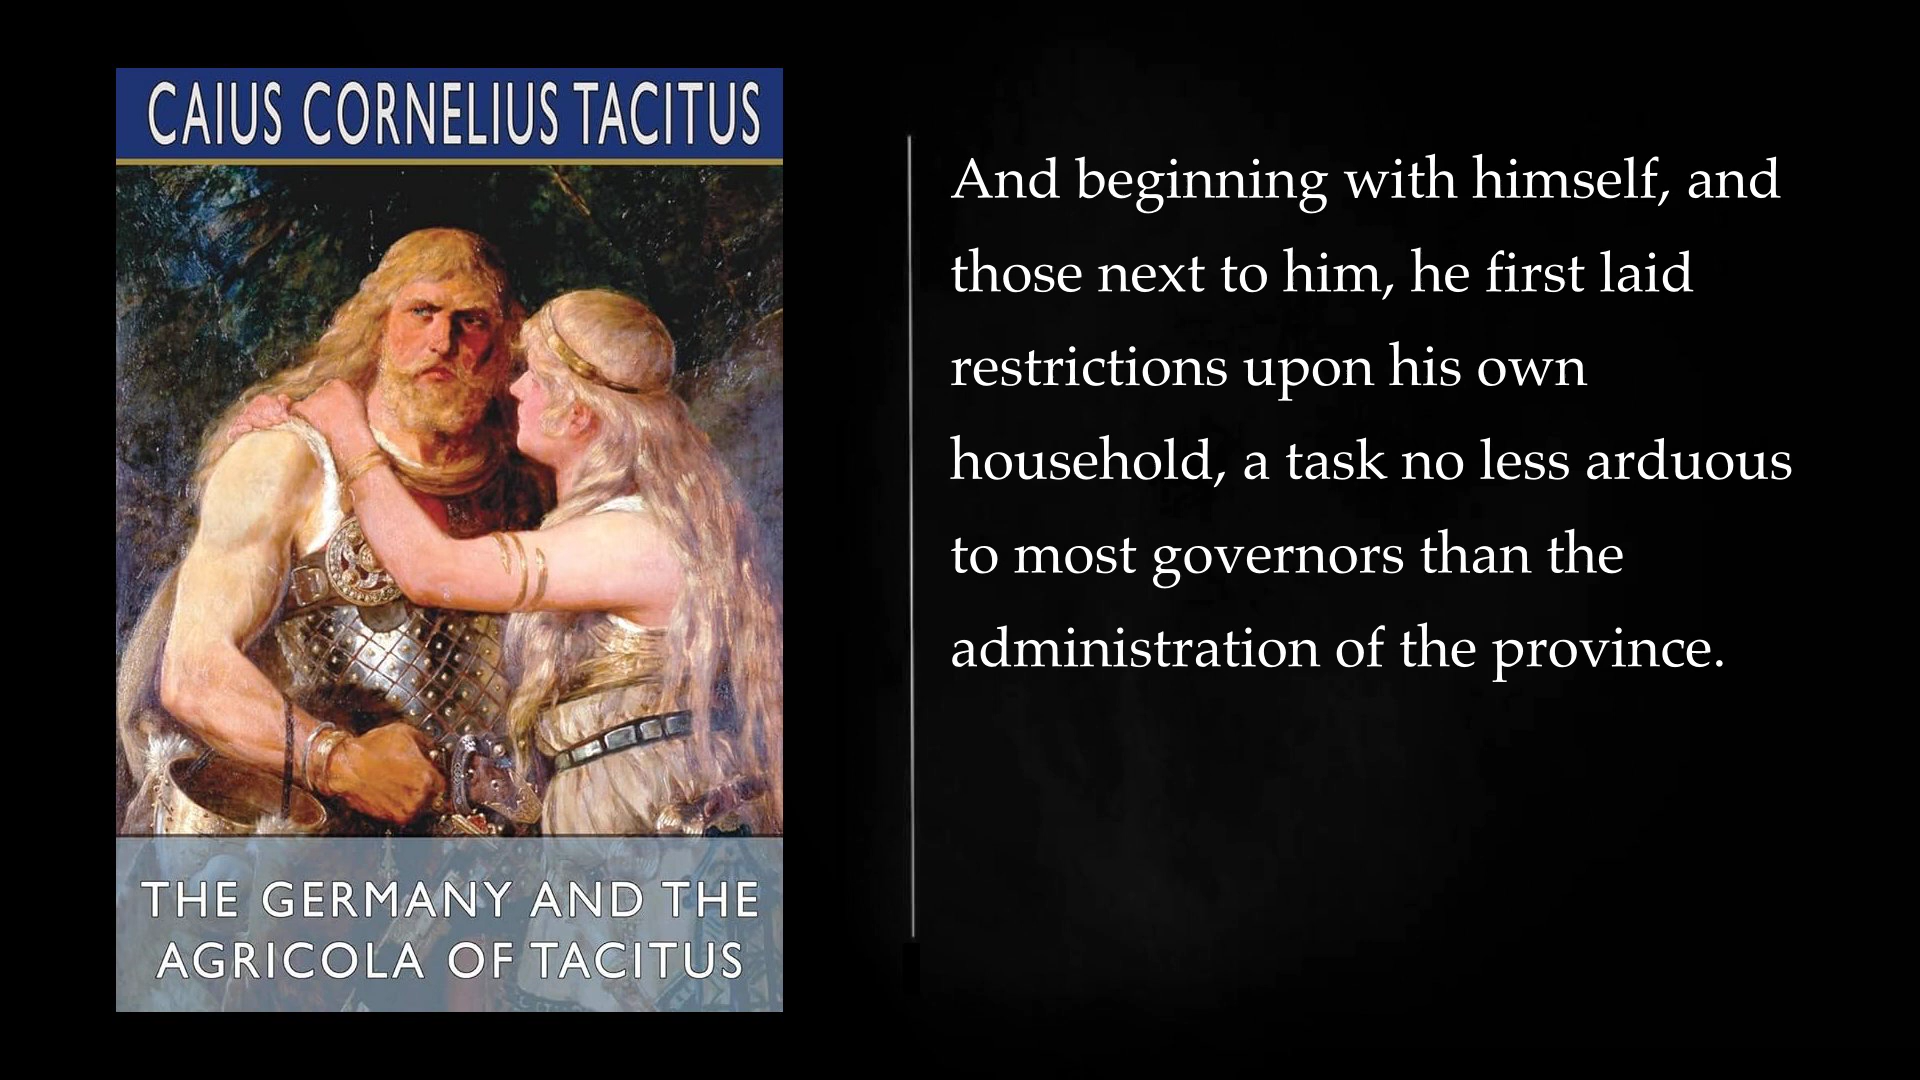 CAIUS CORNELIUS TACITUS
THE GERMANY AND THE
AGRICOLA OF TACITUS
And beginning with himself, and
those next to him, he first laid
restrictions upon his own
household, a task no less arduous
to most governors than the
administration of the province.